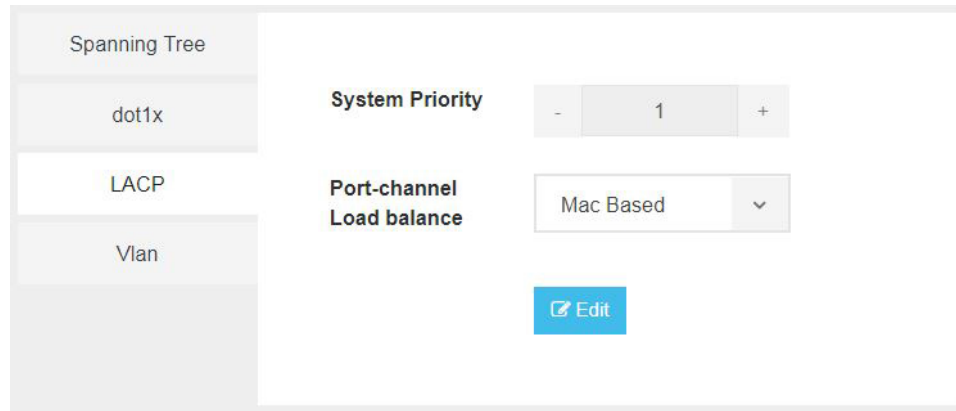 Spanning Tree
dot1x
LACP
Vlan
System Priority
- 1 +
Port-channel
Load balance
Mac Based
Edit